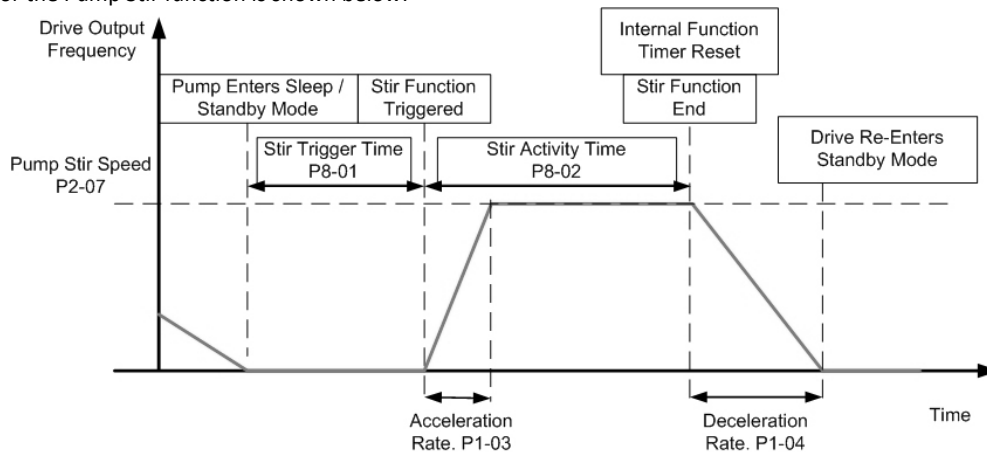 or the Pump Stir function is shown below:
Drive Output
Frequency
Internal Function
Timer Reset
Pump Enters Sleep /
Standby Mode
Stir Function
Triggered
Stir Function
End
Drive Re-Enters
Standby Mode
Stir Trigger Time
P8-01
Stir Activity Time
P8-02
Pump Stir Speed
P2-07
Acceleration
Rate. P1-03
Deceleration
Rate. P1-04
Time